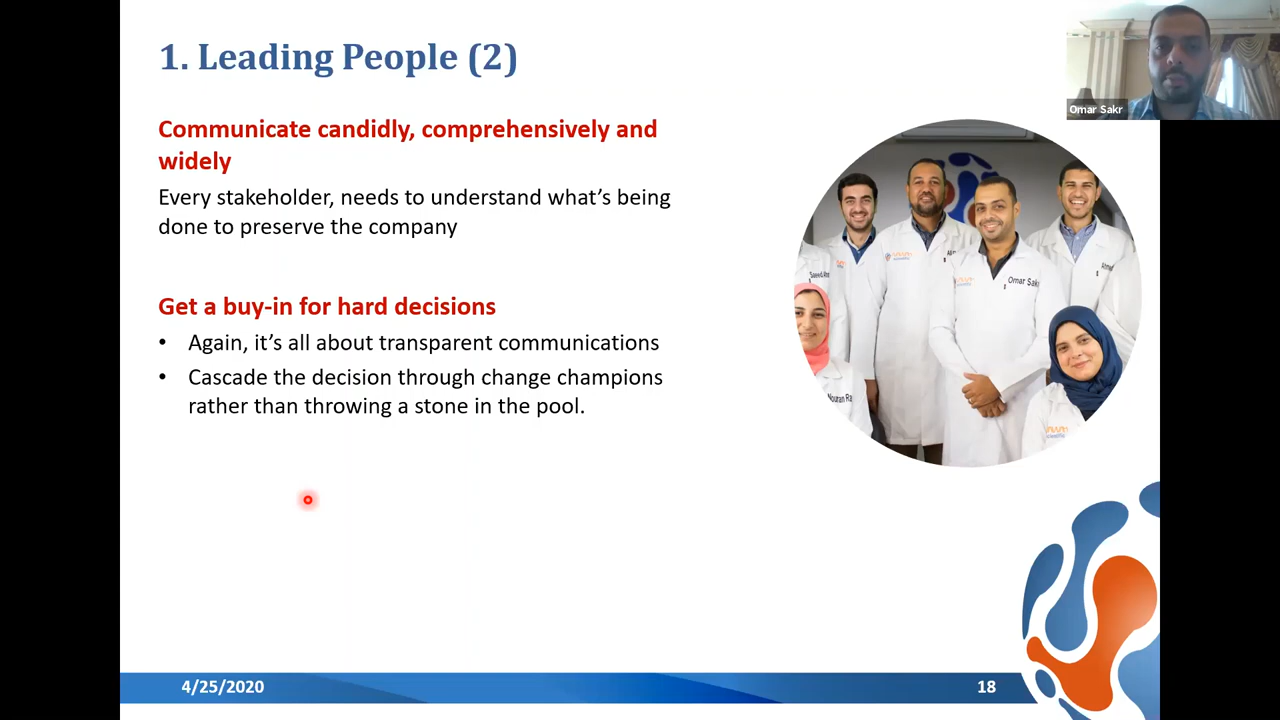 1. Leading People (2)
Omar Sakr
Communicate candidly, comprehensively and
widely
Every stakeholder, needs to understand what’s being
done to preserve the company
Get a buy-in for hard decisions
• Again, it’s all about transparent communications
• Cascade the decision through change champions
rather than throwing a stone in the pool.
Omar Sakr
4/25/2020
18